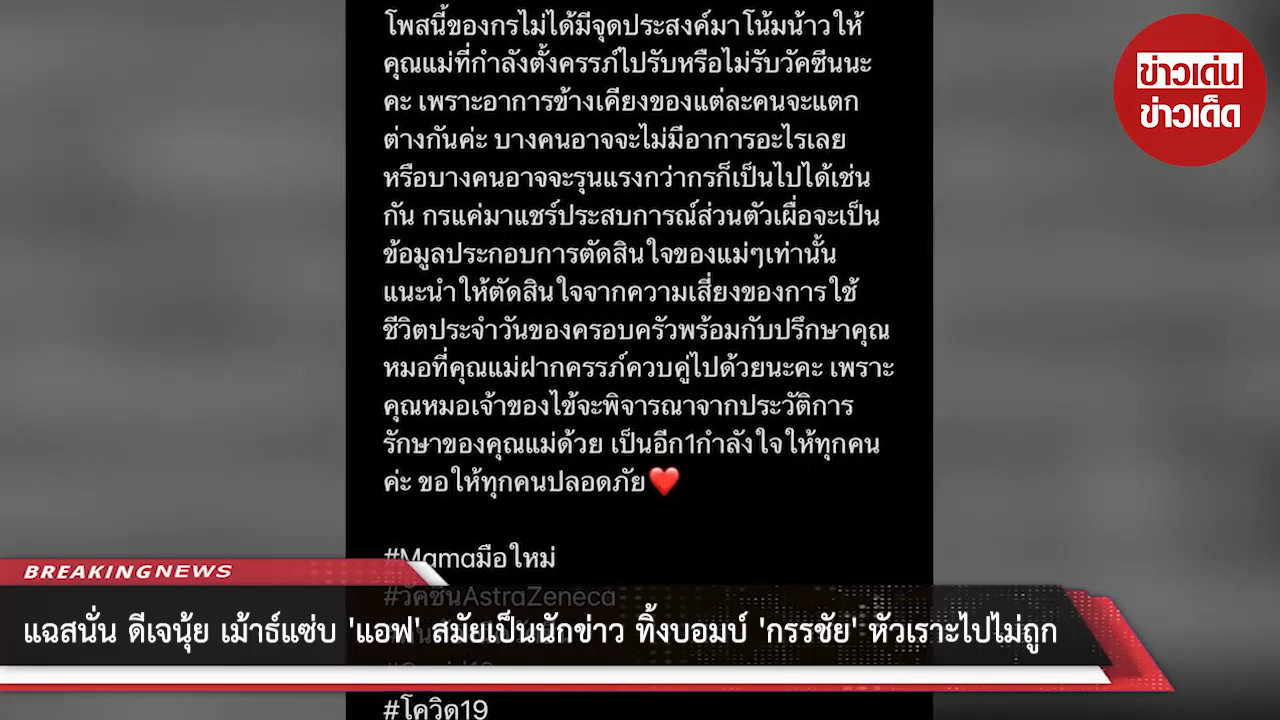 โพสนี้ของกรไม่ได้มีจุดประสงค์มาโน้มน้าวให้
คุณแม่ที่กำลังตั้งครรภ์ไปรับหรือไม่รับวัคซีนนะ
คะ เพราะอาการข้างเคียงของแต่ละคนจะแตก
ต่างกันค่ะ บางคนอาจจะไม่มีอาการอะไรเลย
หรือบางคนอาจจะรุนแรงกว่ากรก็เป็นไปได้เช่น
กัน กรแค่มาแชร์ประสบการณ์ส่วนตัวเผื่อจะเป็น
ข้อมูลประกอบการตัดสินใจของแม่ๆเท่านั้น
แนะนำให้ตัดสินใจจากความเสี่ยงของการใช้
ชีวิตประจำวันของครอบครัวพร้อมกับปรึกษาคุณ
หมอที่คุณแม่ฝากครรภ์ควบคู่ไปด้วยนะคะ เพราะ
คุณหมอเจ้าของไข้จะพิจารณาจากประวัติการ
รักษาของคุณแม่ด้วย เป็นอีก1กำลังใจให้ทุกคน
ค่ะ ขอให้ทุกคนปลอดภัย❤️
#Mamaมือใหม่
#วัคซีนAstraZeneca
#โควิด19
ข่าวเด่น
ข่าวเด็ด
BREAKINGNEWS
แฉสนั่น ดีเจนุ้ย เม้าธ์แซ่บ 'แอฟ' สมัยเป็นนักข่าว ทิ้งบอมบ์ 'กรรชัย' หัวเราะไปไม่ถูก